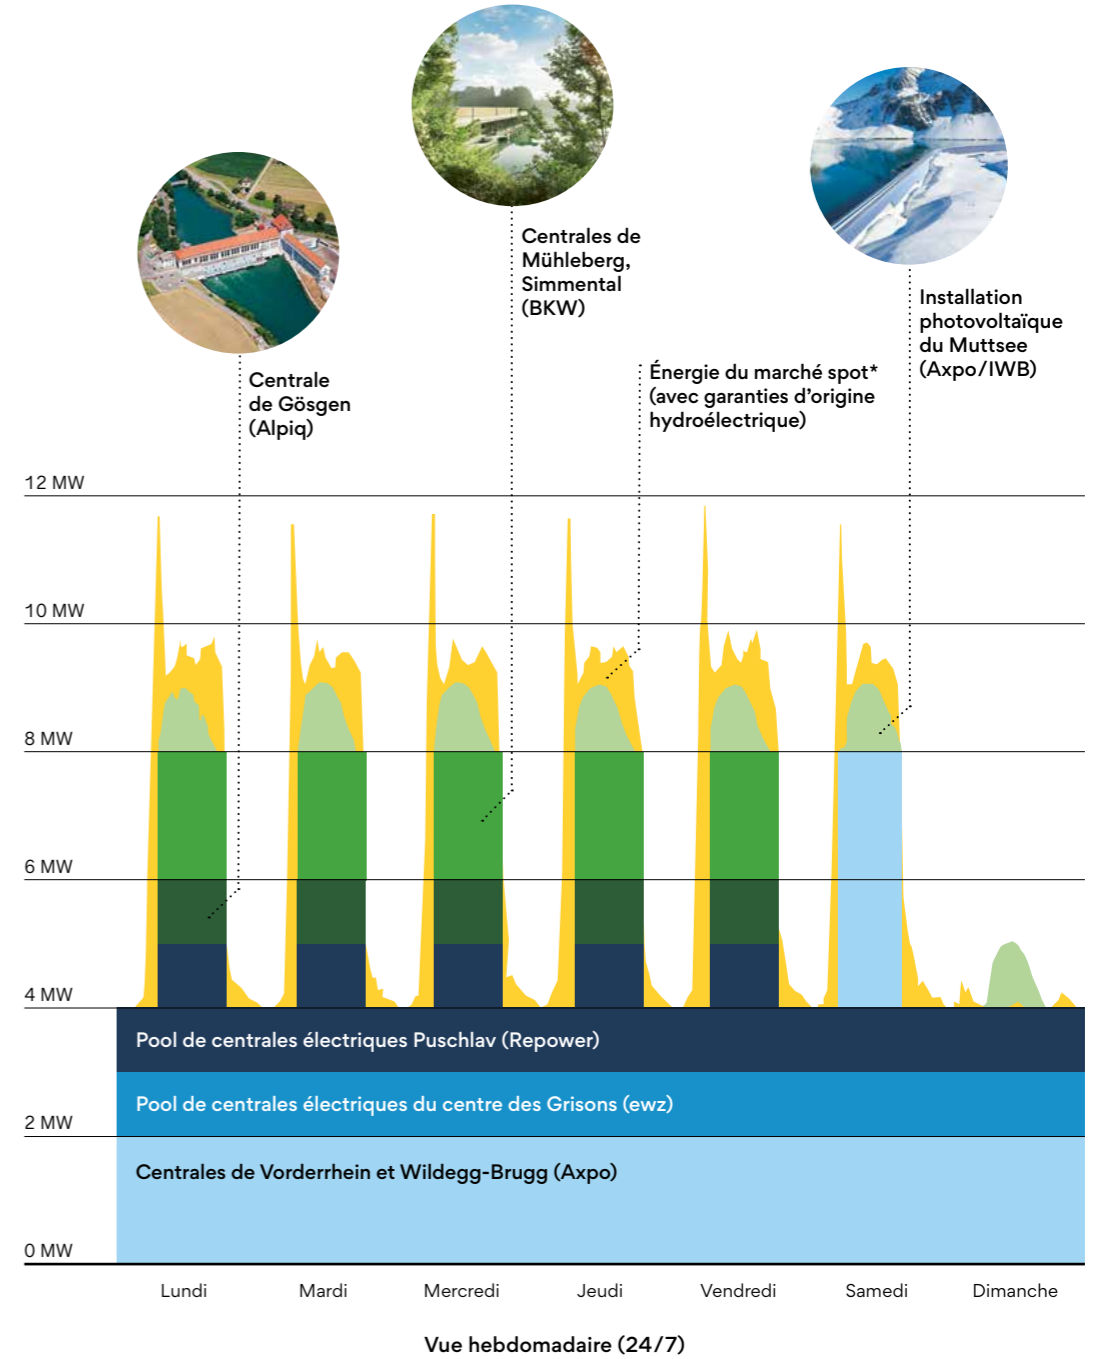 Centrales de
Mühleberg,
Simmental
(BKW)
Installation
photovoltaïque
du Muttsee
(Axpo/IWB)
Centrale
de Gösgen
(Alpiq)
Énergie du marché spot*
(avec garanties d'origine
hydroélectrique)
12 MW
10 MW
8 MW
6 MW
4 MW
Pool de centrales électriques Puschlav (Repower)
Pool de centrales électriques du centre des Grisons (ewz)
2 MW
Centrales de Vorderrhein et Wildegg-Brugg (Axpo)
0 MW
Lundi Mardi Mercredi Jeudi Vendredi Samedi Dimanche
Vue hebdomadaire (24/7)